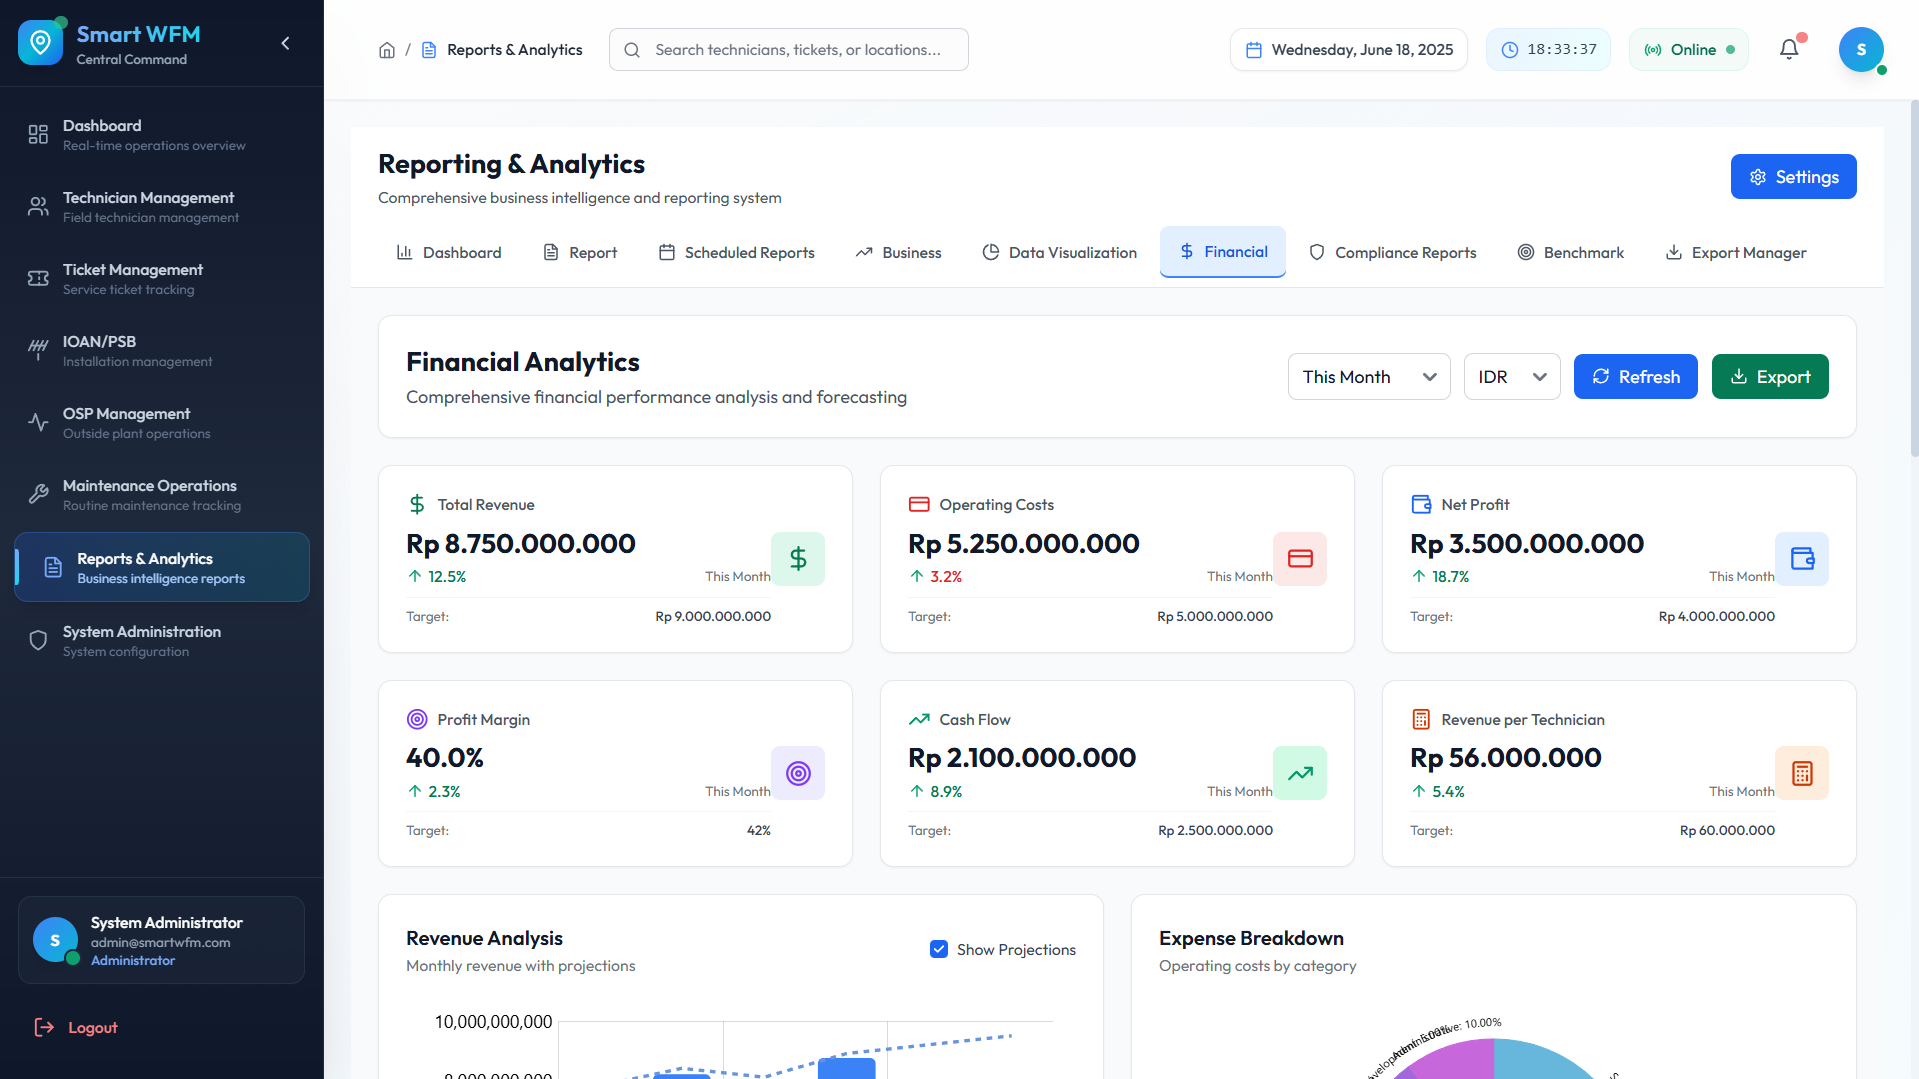 Smart WFM
Central Command
Dashboard
Real-time operations overview
Technician Management
Field technician management
Ticket Management
Service ticket tracking
IOAN/PSB
Installation management
OSP Management
Outside plant operations
Maintenance Operations
Routine maintenance tracking
Reports & Analytics
Business intelligence reports
System Administration
System configuration
S
System Administrator
admin@smartwfm.com
Administrator
Logout
/ Reports & Analytics
Search technicians, tickets, or locations...
Wednesday, June 18, 2025
18:33:37
Online
S
Reporting & Analytics
Comprehensive business intelligence and reporting system
Settings
Dashboard
Report
Scheduled Reports
Business
Data Visualization
Financial
Compliance Reports
Benchmark
Export Manager
Financial Analytics
Comprehensive financial performance analysis and forecasting
This Month
IDR
Refresh
Export
Total Revenue
Rp 8.750.000.000
12.5% This Month
Target: Rp 9.000.000.000
Operating Costs
Rp 5.250.000.000
3.2% This Month
Target: Rp 5.000.000.000
Net Profit
Rp 3.500.000.000
18.7% This Month
Target: Rp 4.000.000.000
Profit Margin
40.0%
2.3% This Month
Target: 42%
Cash Flow
Rp 2.100.000.000
8.9% This Month
Target: Rp 2.500.000.000
Revenue per Technician
Rp 56.000.000
5.4% This Month
Target: Rp 60.000.000
Revenue Analysis
Monthly revenue with projections
Show Projections
10,000,000,000
8,000,000,000
Expense Breakdown
Operating costs by category
Administrative: 10.00%